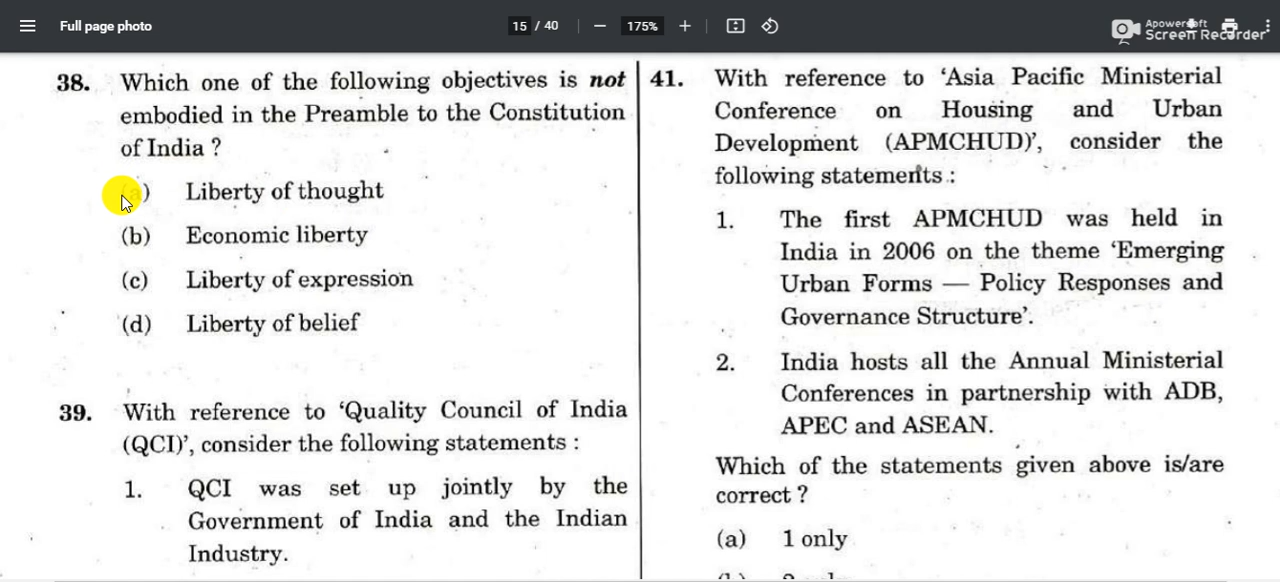 Full page photo
15 / 40
175%
Apowersoft
Screen Recorder
38. Which one of the following objectives is not
embodied in the Preamble to the Constitution
of India ?
(a) Liberty of thought
(b) Economic liberty
(c) Liberty of expression
(d) Liberty of belief
39. With reference to ‘Quality Council of India
(QCI)’, consider the following statements :
1. QCI was set up jointly by the
Government of India and the Indian
Industry.
41. With reference to ‘Asia Pacific Ministerial
Conference on Housing and Urban
Development (APMCHUD)’, consider the
following statements :
1. The first APMCHUD was held in
India in 2006 on the theme ‘Emerging
Urban Forms — Policy Responses and
Governance Structure’.
2. India hosts all the Annual Ministerial
Conferences in partnership with ADB,
APEC and ASEAN.
Which of the statements given above is/are
correct ?
(a) 1 only